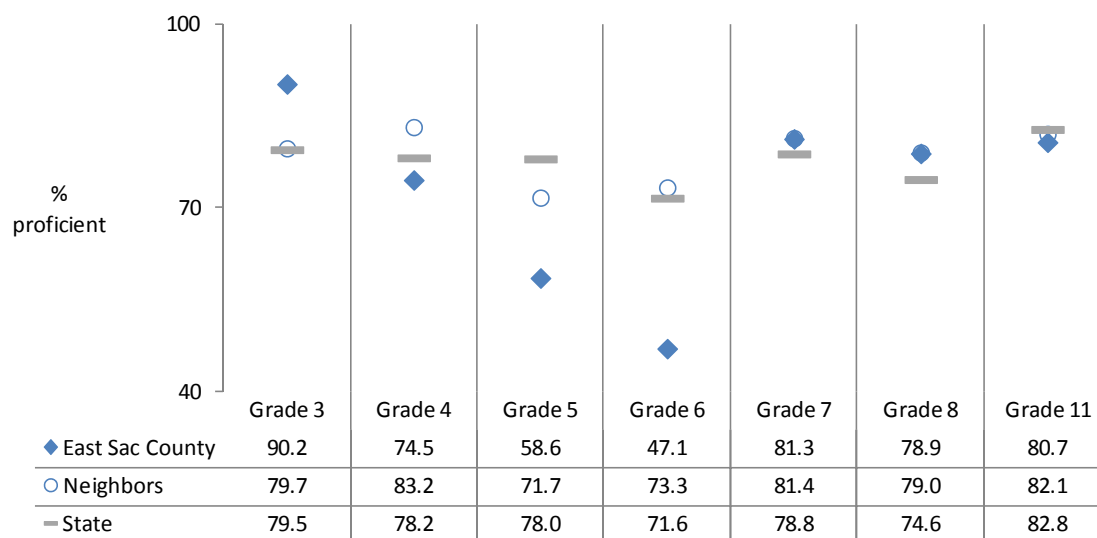 100
%
proficient
70
40
Grade 3 Grade 4 Grade 5 Grade 6 Grade 7 Grade 8 Grade 11
East Sac County 90.2 74.5 58.6 47.1 81.3 78.9 80.7
Neighbors 79.7 83.2 71.7 73.3 81.4 79.0 82.1
State 79.5 78.2 78.0 71.6 78.8 74.6 82.8